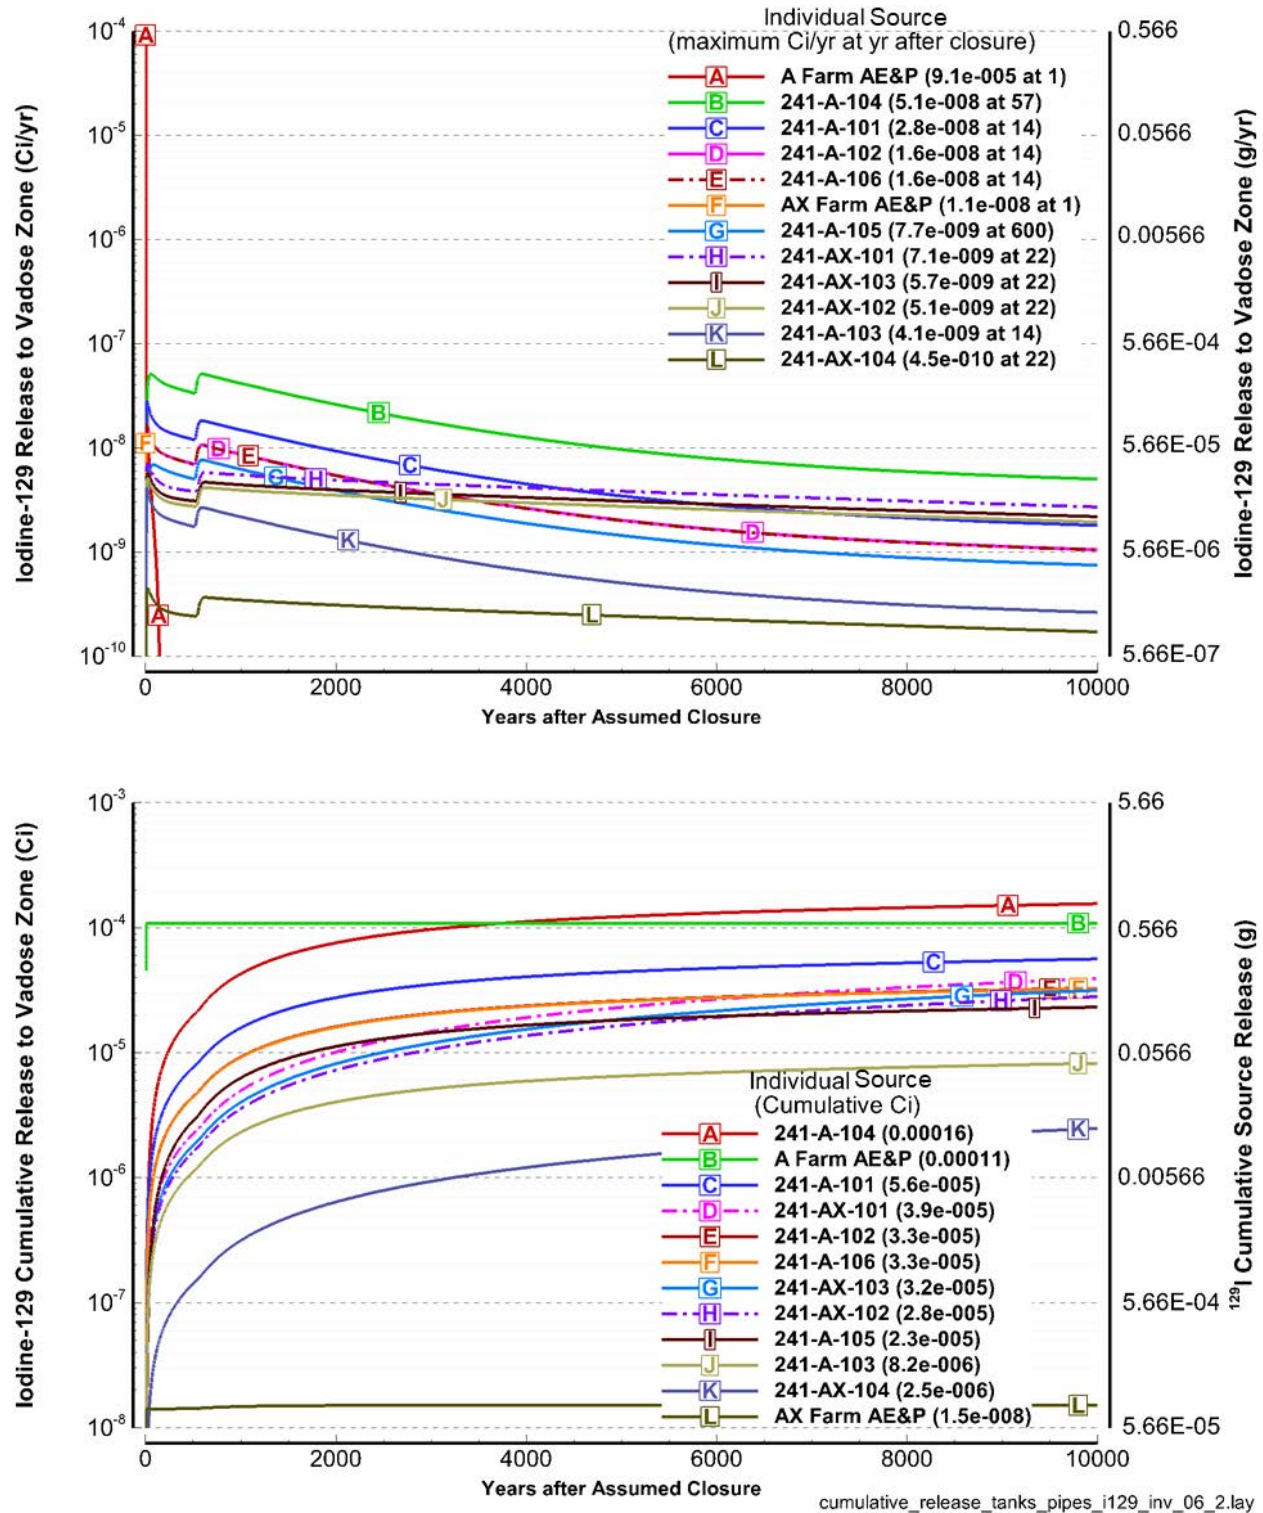 Individual Source
(maximum Ci/yr at yr after closure)
A A Farm AE&P (9.1e-005 at 1)
B 241-A-104 (5.1e-008 at 57)
C 241-A-101 (2.8e-008 at 14)
D 241-A-102 (1.6e-008 at 14)
E 241-A-106 (1.6e-008 at 14)
F AX Farm AE&P (1.1e-008 at 1)
G 241-A-105 (7.7e-009 at 600)
H 241-AX-101 (7.1e-009 at 22)
I 241-AX-103 (5.7e-009 at 22)
J 241-AX-102 (5.1e-009 at 22)
K 241-A-103 (4.1e-009 at 14)
L 241-AX-104 (4.5e-010 at 22)
Iodine-129 Release to Vadose Zone (Ci/yr)
10⁻⁴
10⁻⁵
10⁻⁶
10⁻⁷
10⁻⁸
10⁻⁹
10⁻¹⁰
A
B
F
D
E
C
G
H
I
J
K
D
A
L
0.566
0.0566
0.00566
5.66E-04
5.66E-05
5.66E-06
5.66E-07
Iodine-129 Release to Vadose Zone (g/yr)
0 2000 4000 6000 8000 10000
Years after Assumed Closure
Iodine-129 Cumulative Release to Vadose Zone (Ci)
10⁻³
10⁻⁴
10⁻⁵
10⁻⁶
10⁻⁷
10⁻⁸
A
B
C
D
E
F
G
H
I
J
K
L
Individual Source
(Cumulative Ci)
A 241-A-104 (0.00016)
B A Farm AE&P (0.00011)
C 241-A-101 (5.6e-005)
D 241-AX-101 (3.9e-005)
E 241-A-102 (3.3e-005)
F 241-A-106 (3.3e-005)
G 241-AX-103 (3.2e-005)
H 241-AX-102 (2.8e-005)
I 241-A-105 (2.3e-005)
J 241-A-103 (8.2e-006)
K 241-AX-104 (2.5e-006)
L AX Farm AE&P (1.5e-008)
5.66
0.566
0.0566
0.00566
5.66E-04
5.66E-05
¹²⁹I Cumulative Source Release (g)
0 2000 4000 6000 8000 10000
Years after Assumed Closure
cumulative_release_tanks_pipes_i129_inv_06_2.lay